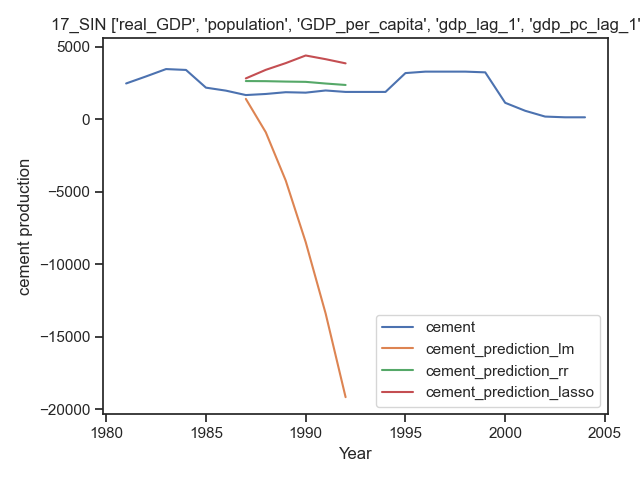 17_SIN ['real_GDP', 'population', 'GDP_per_capita', 'gdp_lag_1', 'gdp_pc_lag_1'
5000
0
−5000
−10000
−15000
−20000
cement production
cement
cement_prediction_lm
cement_prediction_rr
cement_prediction_lasso
1980 1985 1990 1995 2000 2005
Year